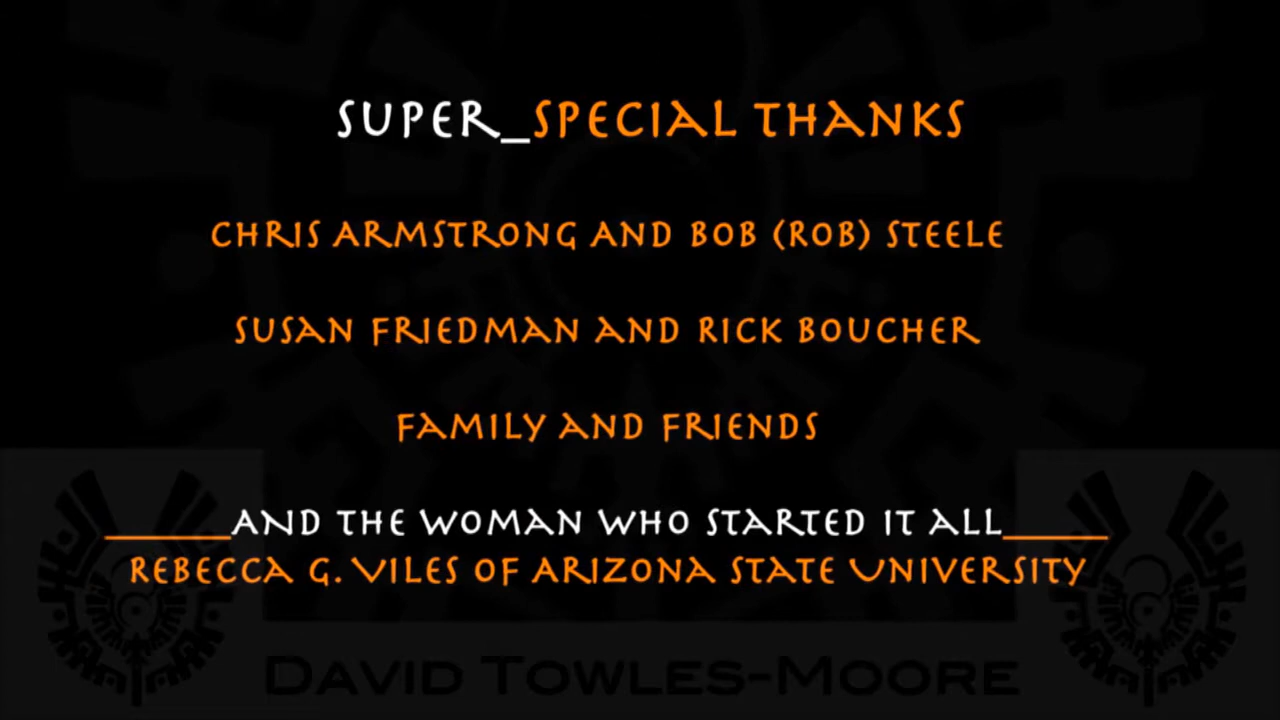 SUPER_SPECIAL THANKS
CHRIS ARMSTRONG AND BOB (ROB) STEELE
SUSAN FRIEDMAN AND RICK BOUCHER
FAMILY AND FRIENDS
______AND THE WOMAN WHO STARTED IT ALL_____
REBECCA G. VILES OF ARIZONA STATE UNIVERSITY
DAVID TOWLES-MOORE